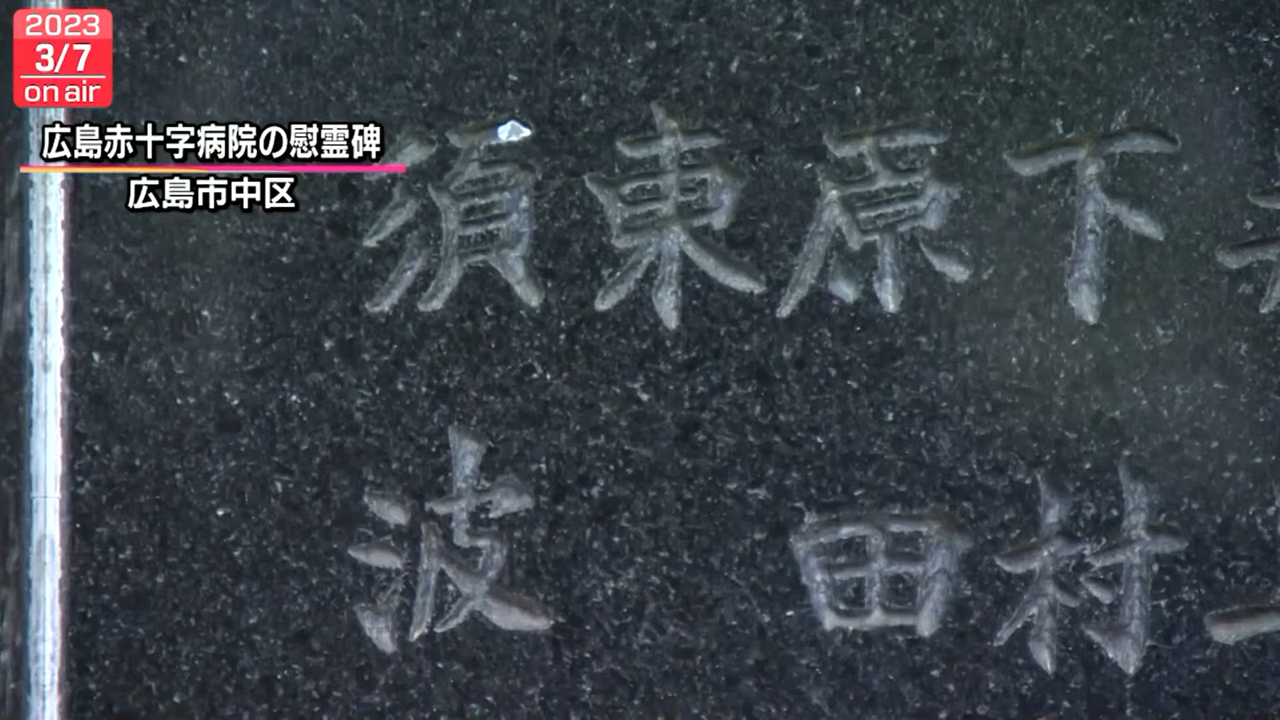 2023
3/7
on air
広島赤十字病院の慰霊碑
広島市中区
下村
原田
東
須波